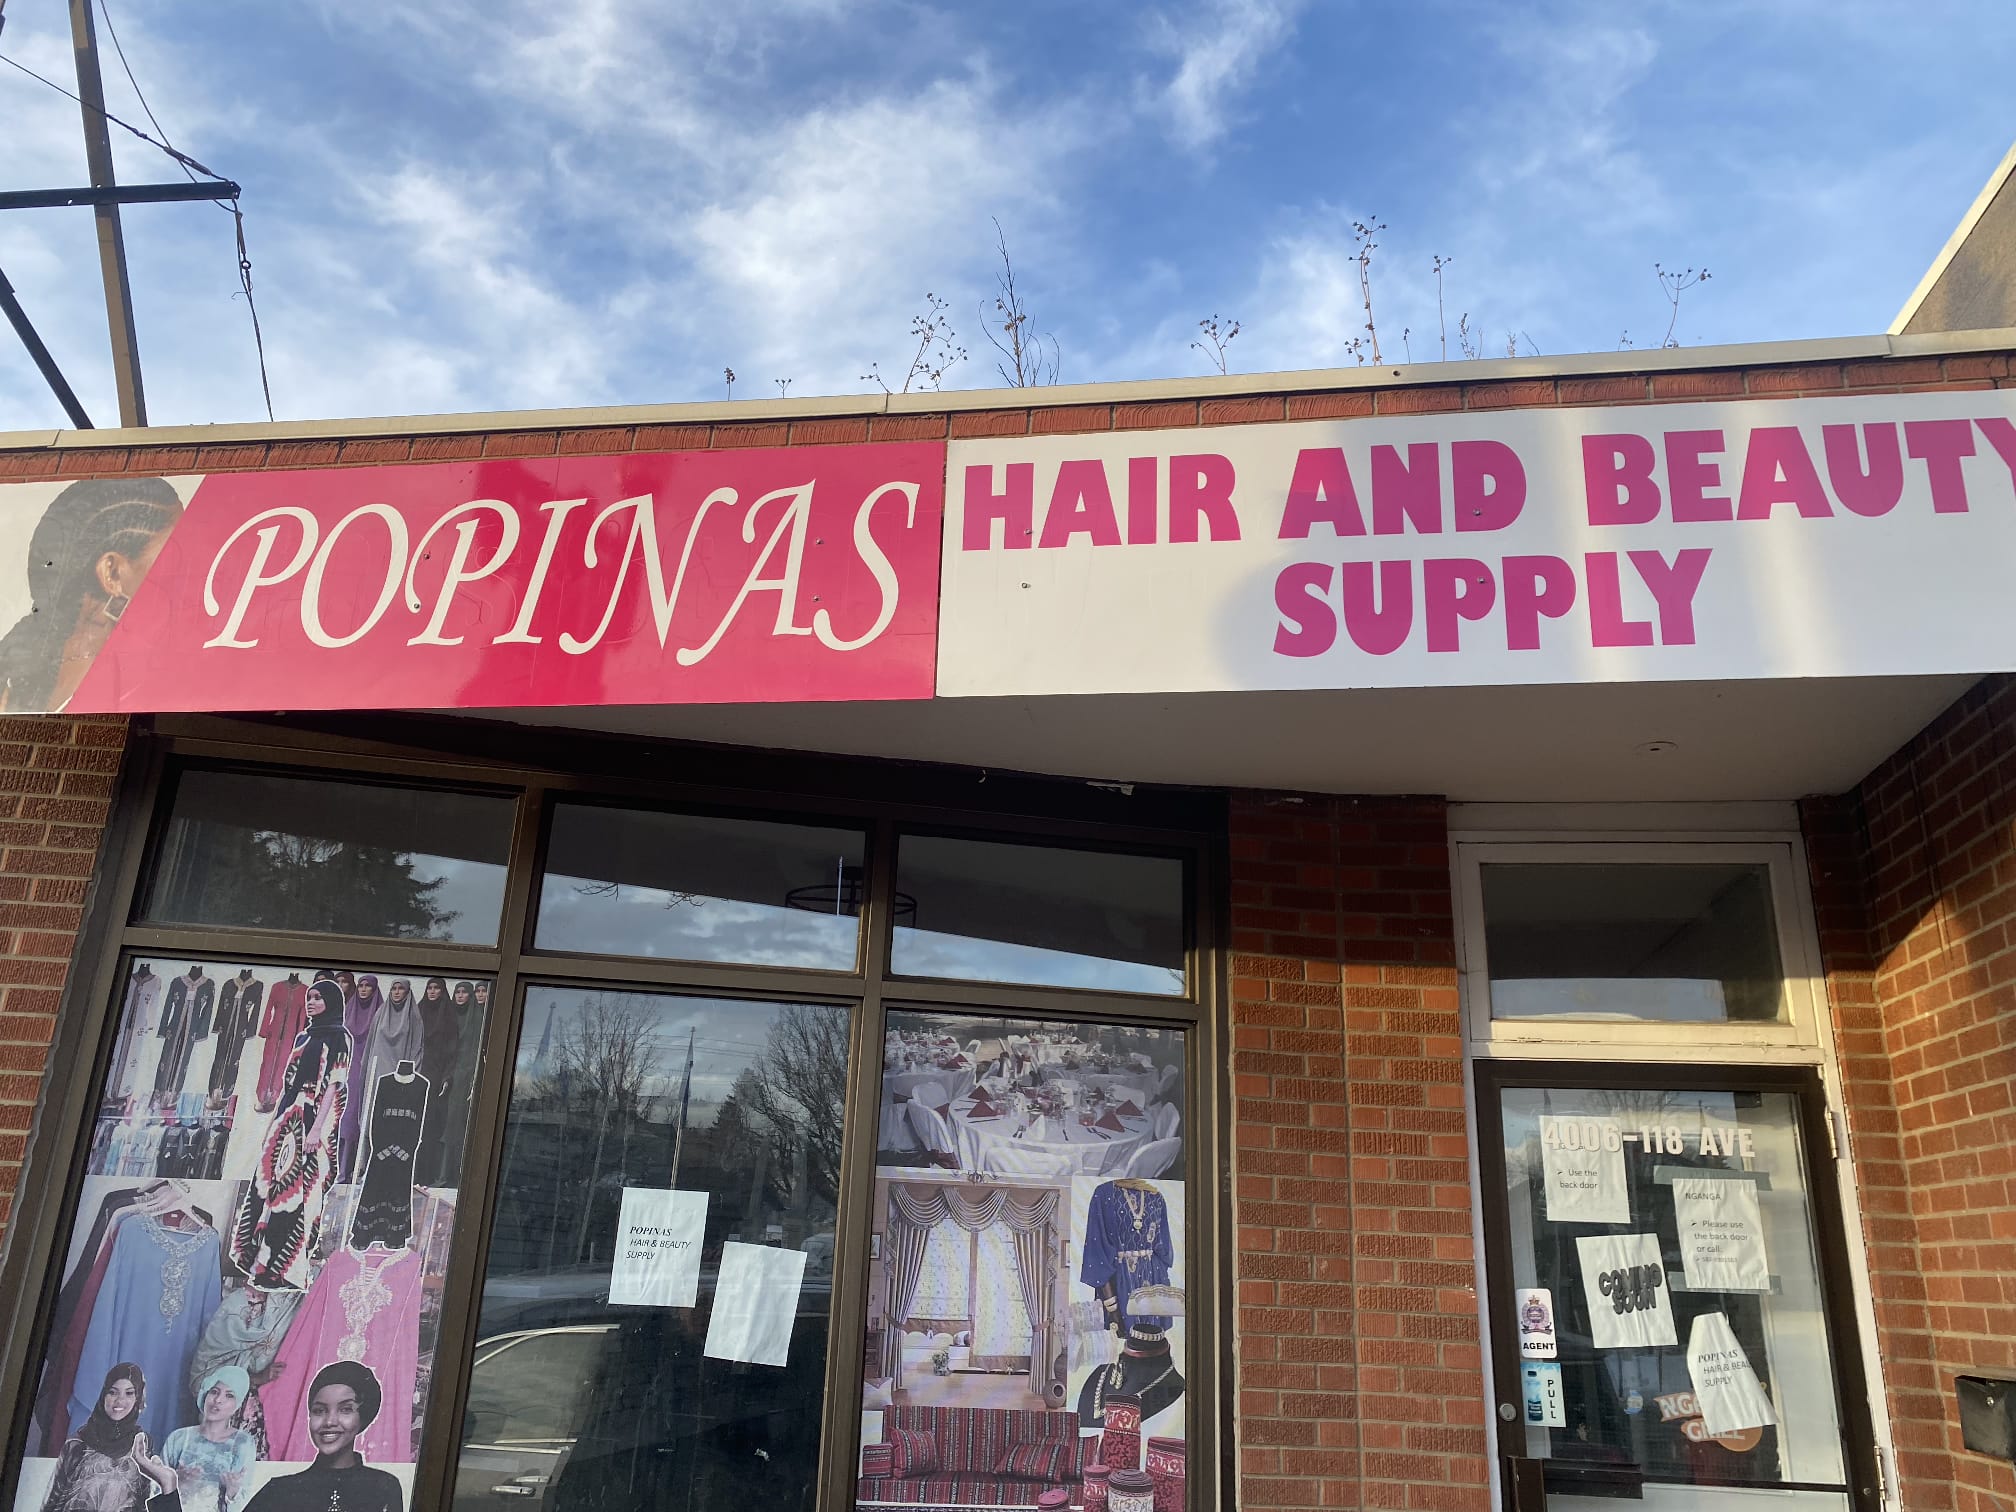 POPINAS
HAIR AND BEAUTY
SUPPLY
POPINAS
HAIR & BEAUTY
SUPPLY
4006-118 AVE
➢ Use the
back door
NGANGA
➢ Please use
the back door
or call:
COMING
SOON
AGENT
PULL
POPINAS
HAIR & BEAU
SUPPLY
GRILL